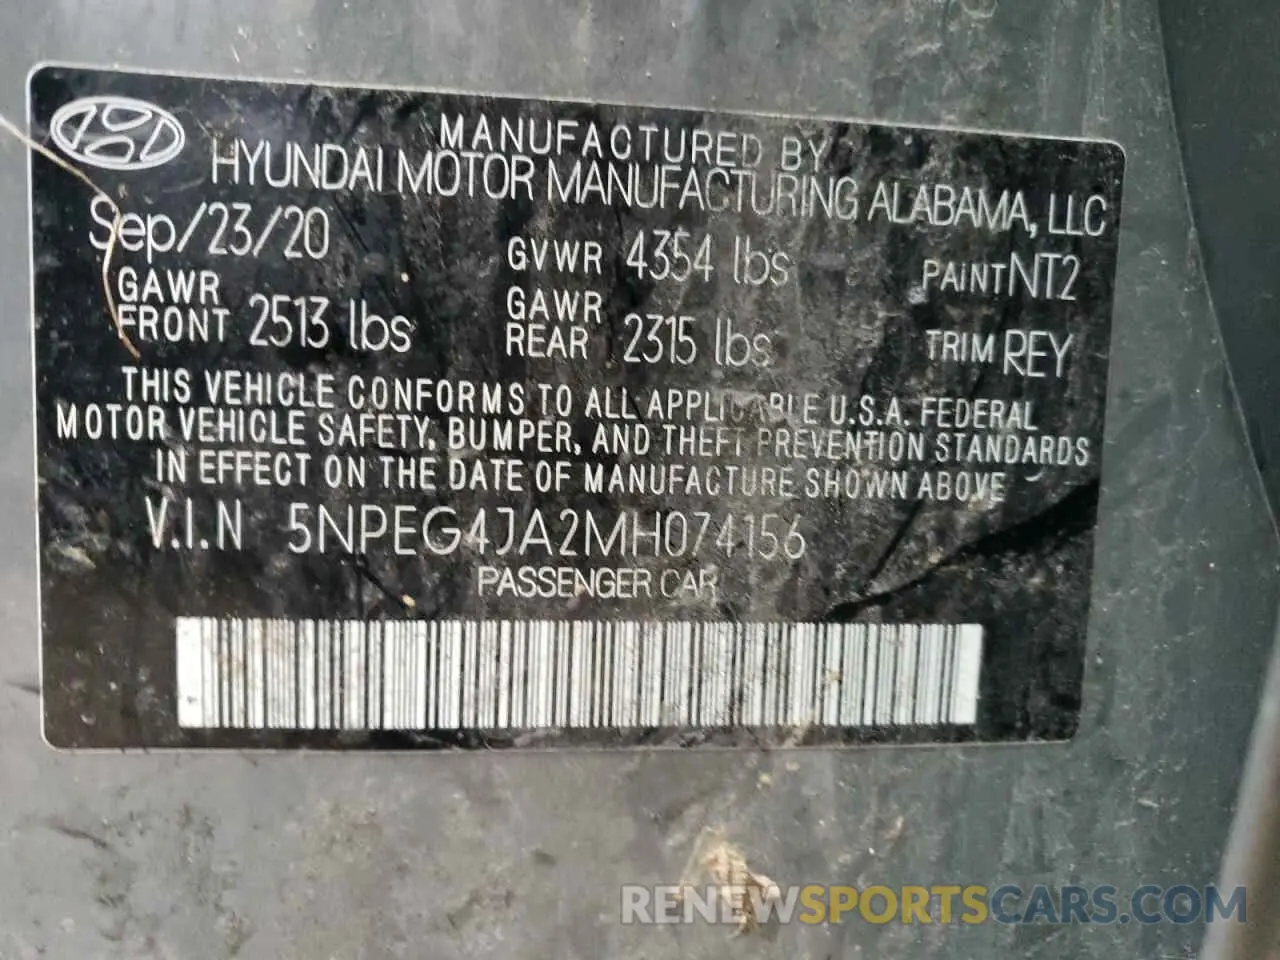 MANUFACTURED BY
HYUNDAI MOTOR MANUFACTURING ALABAMA, LLC
Sep/23/20 GVWR 4354 lbs PAINT NT2
GAWR FRONT 2513 lbs GAWR REAR 2315 lbs TRIM REY
THIS VEHICLE CONFORMS TO ALL APPLICABLE U.S.A. FEDERAL
MOTOR VEHICLE SAFETY, BUMPER, AND THEFT PREVENTION STANDARDS
IN EFFECT ON THE DATE OF MANUFACTURE SHOWN ABOVE
V.I.N 5NPEG4JA2MH074156
PASSENGER CAR
RENEWSPORTSCARS.COM